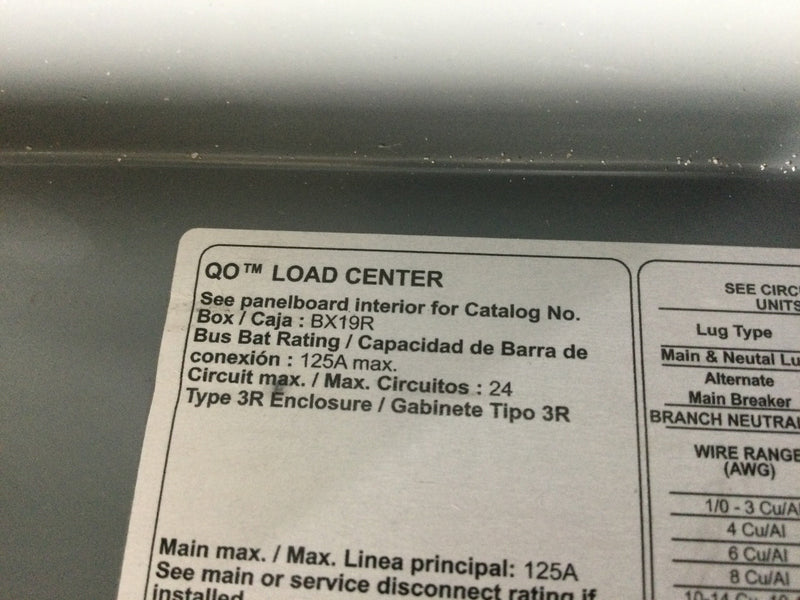 QO™ LOAD CENTER
See panelboard interior for Catalog No.
Box / Caja : BX19R
Bus Bat Rating / Capacidad de Barra de
conexión : 125A max.
Circuit max. / Max. Circuitos : 24
Type 3R Enclosure / Gabinete Tipo 3R
Main max. / Max. Linea principal: 125A
See main or service disconnect rating if
installed
SEE CIRC
UNITS
Lug Type
Main & Neutal Lu
Alternate
Main Breaker
BRANCH NEUTRAL
WIRE RANGE
(AWG)
1/0 - 3 Cu/Al
4 Cu/Al
6 Cu/Al
8 Cu/Al
10-14 Cu